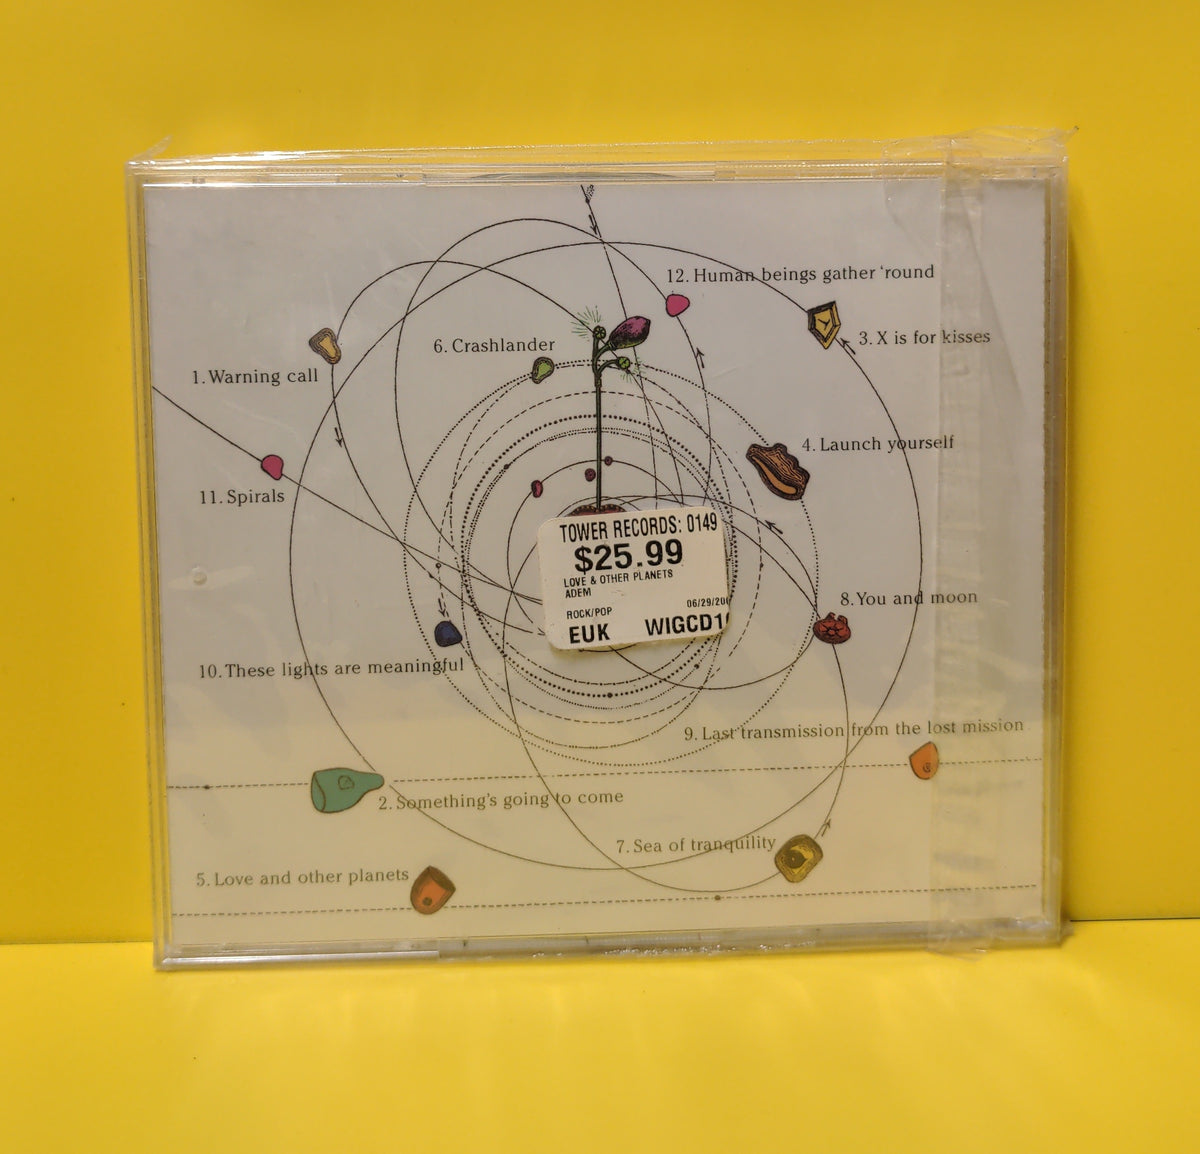 12. Human beings gather 'round
3. X is for kisses
6. Crashlander
1. Warning call
4. Launch yourself
11. Spirals
TOWER RECORDS: 0149
$25.99
LOVE & OTHER PLANETS
ADEM
ROCK/POP
EUK WIGCD1
8. You and moon
10. These lights are meaningful
9. Last transmission from the lost mission
2. Something's going to come
7. Sea of tranquility
5. Love and other planets